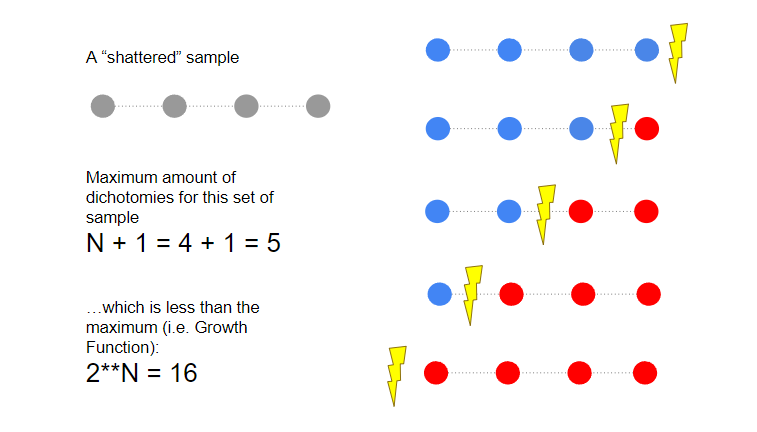 A “shattered” sample
Maximum amount of
dichotomies for this set of
sample
N + 1 = 4 + 1 = 5
…which is less than the
maximum (i.e. Growth
Function):
2**N = 16